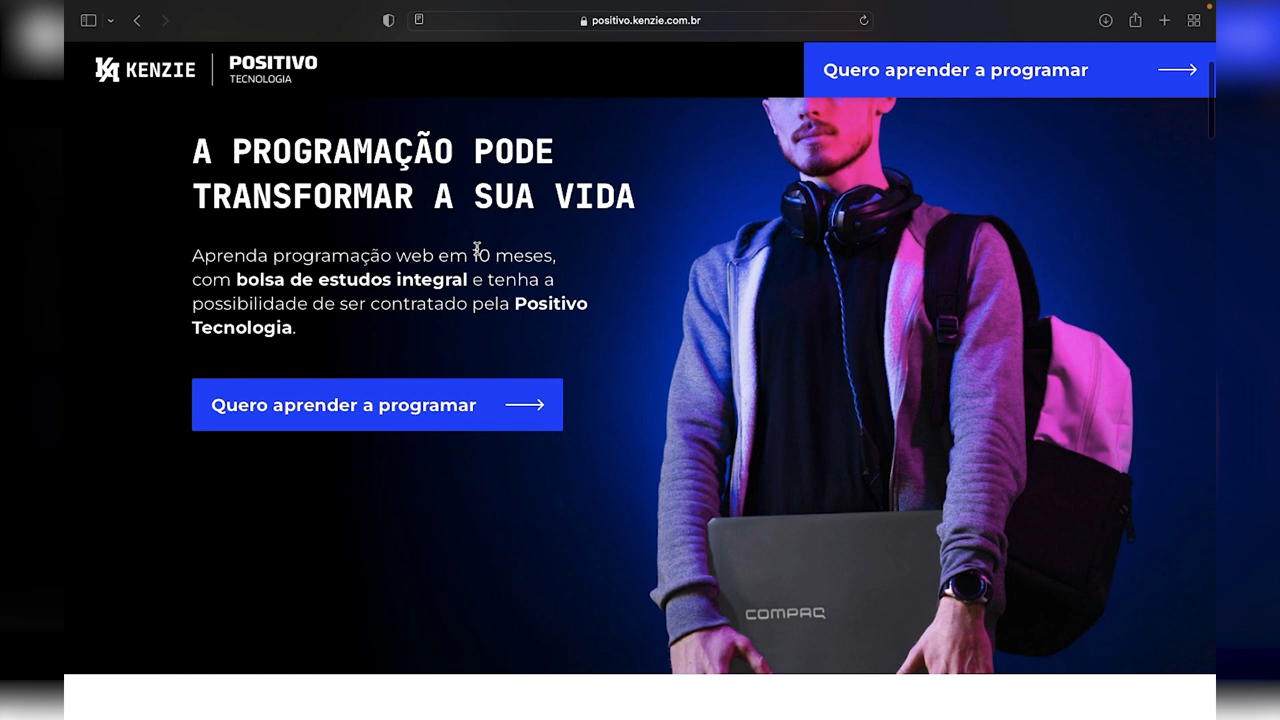 positivo.kenzie.com.br
KENZIE
POSITIVO
TECNOLOGIA
Quero aprender a programar
A PROGRAMAÇÃO PODE
TRANSFORMAR A SUA VIDA
Aprenda programação web em 10 meses,
com bolsa de estudos integral e tenha a
possibilidade de ser contratado pela Positivo
Tecnologia.
Quero aprender a programar
COMPAQ